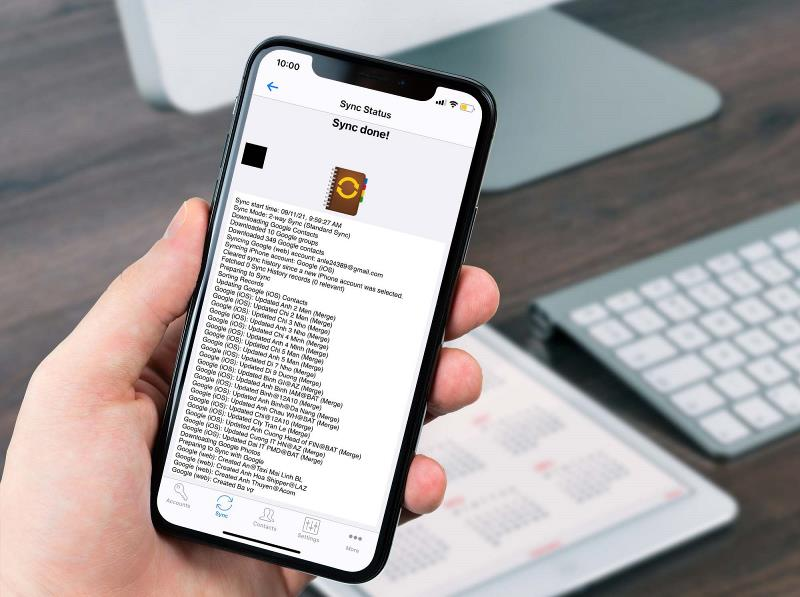 10:00
Sync Status
Sync done!
Sync start time: 09/11/21, 9:59:27 AM
Sync Mode: 2-way Sync (Standard Sync)
Downloading Google Contacts
Downloaded 10 Google groups
Downloaded 349 Google contacts
Syncing Google (web) account: anle24389@gmail.com
Syncing iPhone account: Google (iOS)
Cleared sync history since a new iPhone account was selected.
Fetched 0 Sync History records (0 relevant)
Preparing to Sync
Sorting Records
Updating Google (iOS) Contacts
Google (iOS): Updated Anh 2 Man (Merge)
Google (iOS): Updated Chi 2 Man (Merge)
Google (iOS): Updated Chi 3 Nho (Merge)
Google (iOS): Updated Anh 3 Nho (Merge)
Google (iOS): Updated Chi 4 Minh (Merge)
Google (iOS): Updated Anh 4 Minh (Merge)
Google (iOS): Updated Chi 5 Man (Merge)
Google (iOS): Updated Anh 5 Man (Merge)
Google (iOS): Updated Di 7 Nho (Merge)
Google (iOS): Updated Di 9 Duong (Merge)
Google (iOS): Updated Binh GI@AZ (Merge)
Google (iOS): Updated Anh Binh IAM@BAT (Merge)
Google (iOS): Updated Binh@12A10 (Merge)
Google (iOS): Updated Anh Binh@Da Nang (Merge)
Google (iOS): Updated Anh Chau WH@BAT (Merge)
Google (iOS): Updated Chi@12A10 (Merge)
Google (iOS): Updated Cty Tran Le (Merge)
Google (iOS): Updated Anh Cuong Head of FIN@BAT (Merge)
Google (iOS): Updated Cuong IT HN@AZ (Merge)
Google (iOS): Updated Dai IT PMD@BAT (Merge)
Downloading Google Photos
Preparing to Sync with Google
Google (web): Created An@Taxi Mai Linh BL
Google (web): Created Anh Hoa Shipper@LAZ
Google (web): Created Anh Thuyen@Acom
Google (web): Created Ba vo
Accounts
Sync
Contacts
Settings
More